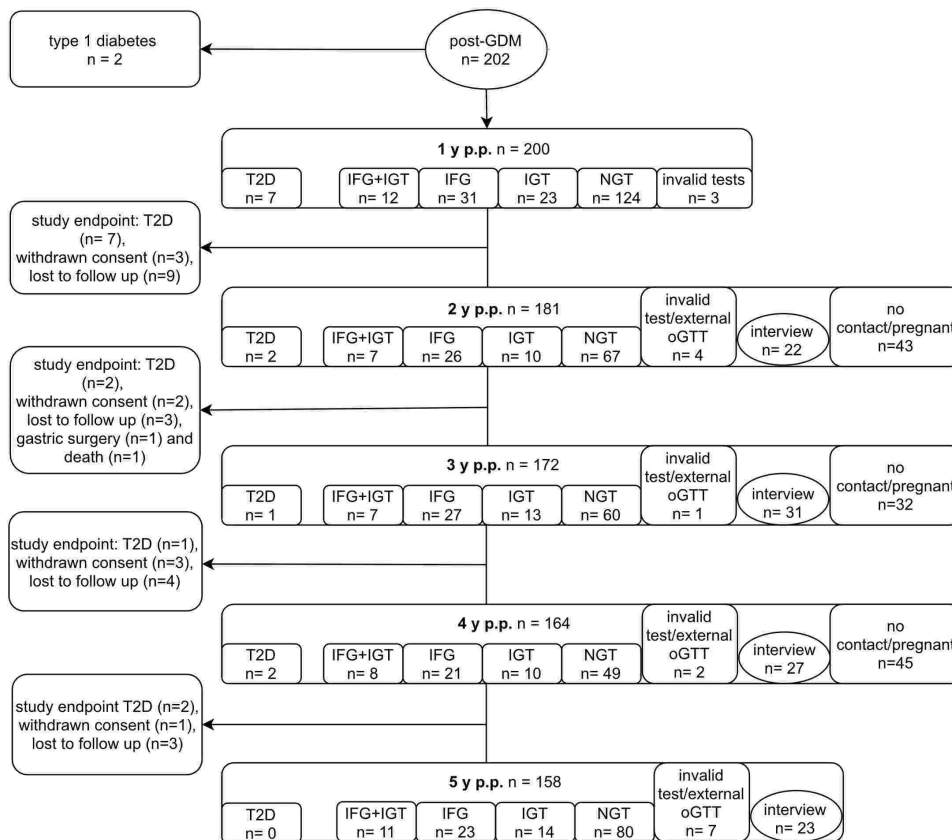 type 1 diabetes
n = 2
post-GDM
n= 202
1 y p.p. n = 200
T2D
n= 7
IFG+IGT
n= 12
IFG
n= 31
IGT
n= 23
NGT
n= 124
invalid tests
n= 3
study endpoint: T2D
(n= 7),
withdrawn consent (n=3),
lost to follow up (n=9)
2 y p.p. n = 181
T2D
n= 2
IFG+IGT
n= 7
IFG
n= 26
IGT
n= 10
NGT
n= 67
invalid
test/external
oGTT
n= 4
interview
n= 22
no
contact/pregnant
n=43
study endpoint: T2D
(n=2),
withdrawn consent (n=2),
lost to follow up (n=3),
gastric surgery (n=1) and
death (n=1)
3 y p.p. n = 172
T2D
n= 1
IFG+IGT
n= 7
IFG
n= 27
IGT
n= 13
NGT
n= 60
invalid
test/external
oGTT
n= 1
interview
n= 31
no
contact/pregnant
n=32
study endpoint: T2D (n=1),
withdrawn consent (n=3),
lost to follow up (n=4)
4 y p.p. n = 164
T2D
n= 2
IFG+IGT
n= 8
IFG
n= 21
IGT
n= 10
NGT
n= 49
invalid
test/external
oGTT
n= 2
interview
n= 27
no
contact/pregnant
n=45
study endpoint T2D (n=2),
withdrawn consent (n=1),
lost to follow up (n=3)
5 y p.p. n = 158
T2D
n= 0
IFG+IGT
n= 11
IFG
n= 23
IGT
n= 14
NGT
n= 80
invalid
test/external
oGTT
n= 7
interview
n= 23